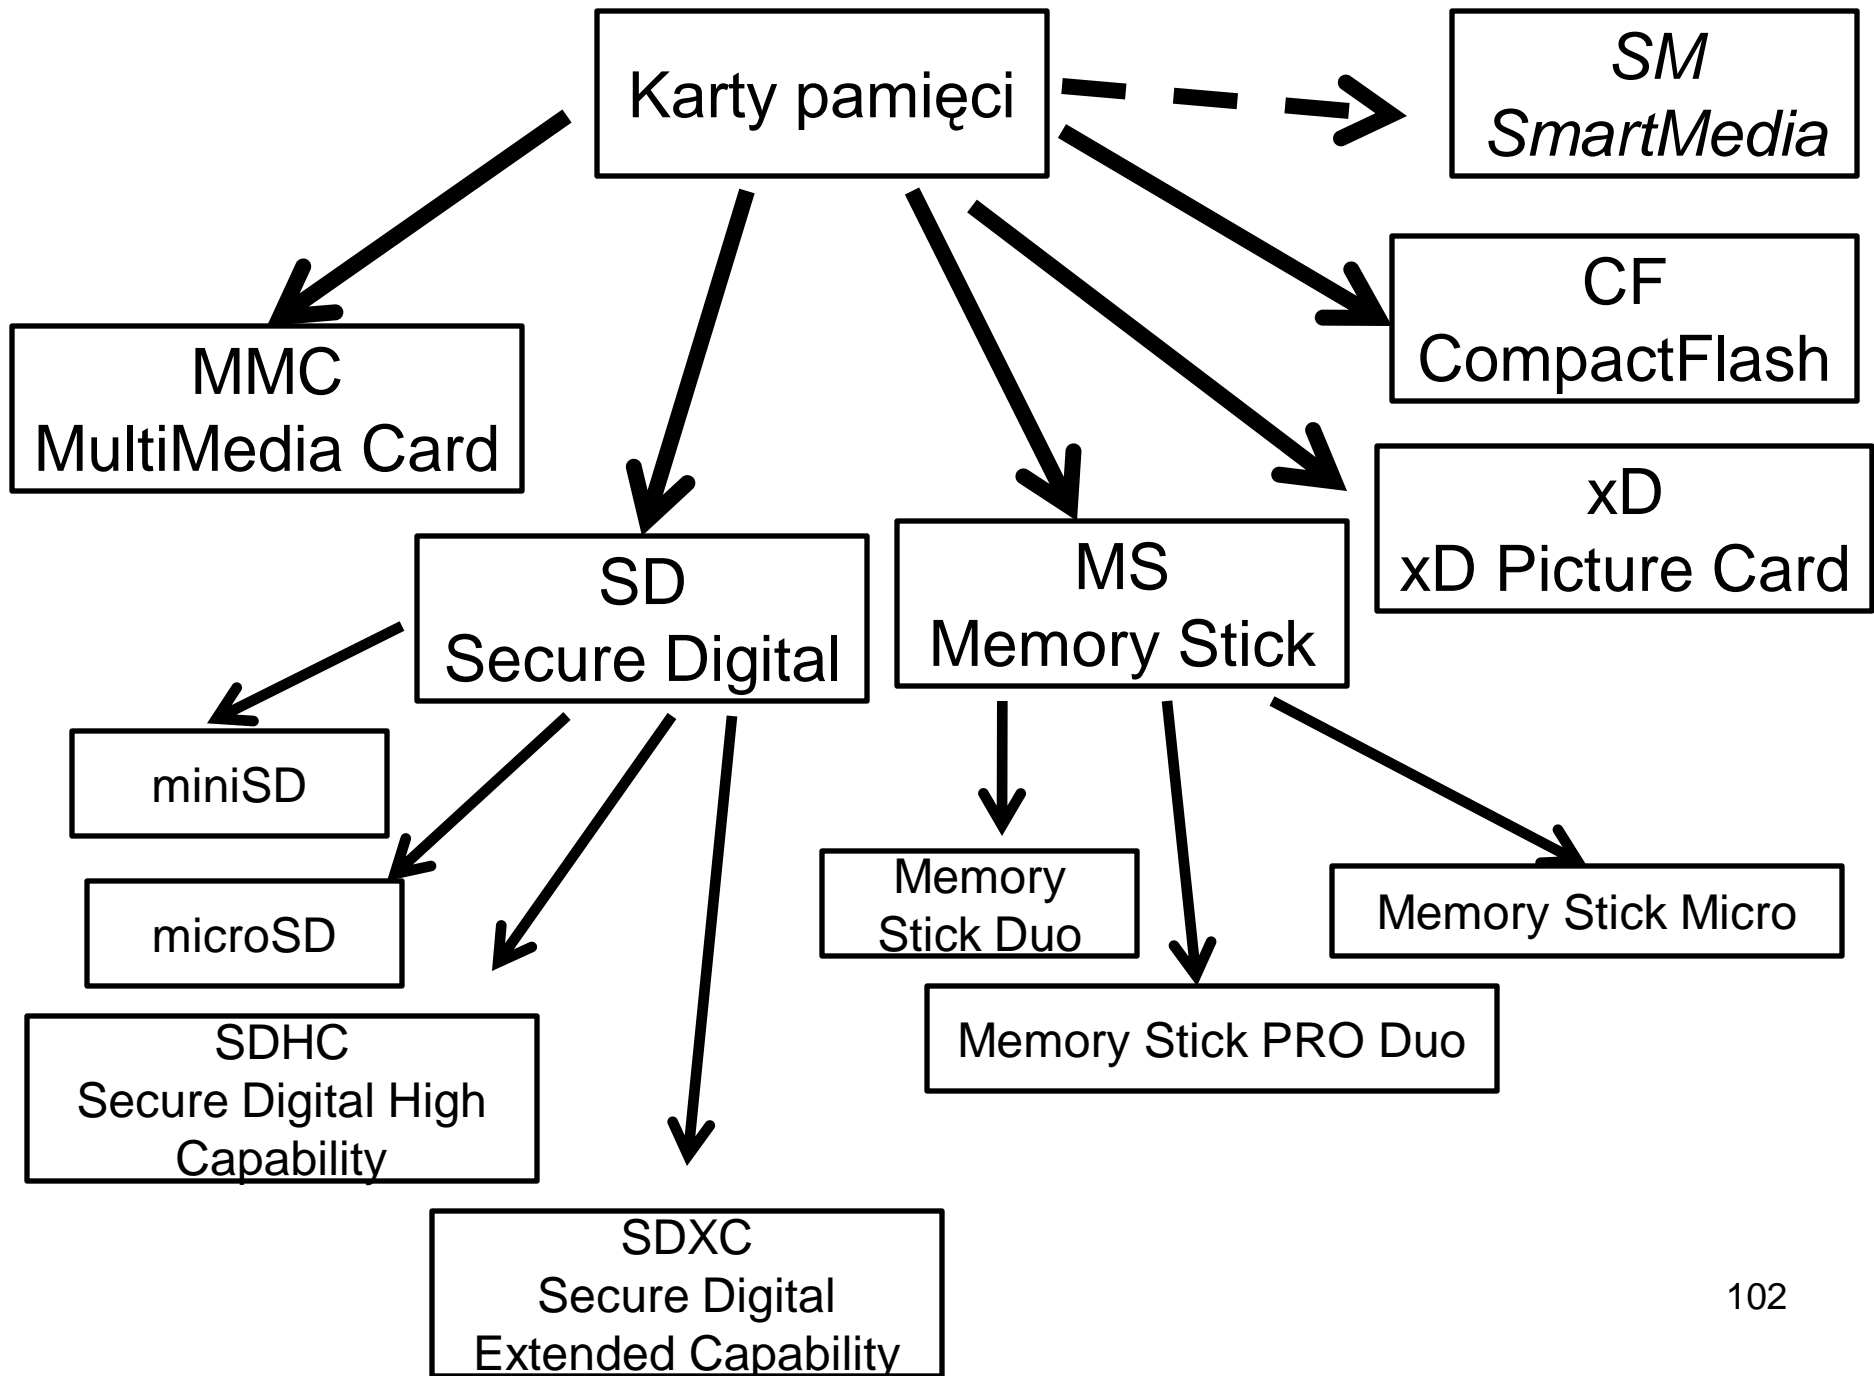 Karty pamięci
SM
SmartMedia
CF
CompactFlash
MMC
MultiMedia Card
xD
xD Picture Card
SD
Secure Digital
MS
Memory Stick
miniSD
microSD
Memory
Stick Duo
Memory Stick Micro
SDHC
Secure Digital High
Capability
Memory Stick PRO Duo
SDXC
Secure Digital
Extended Capability
102